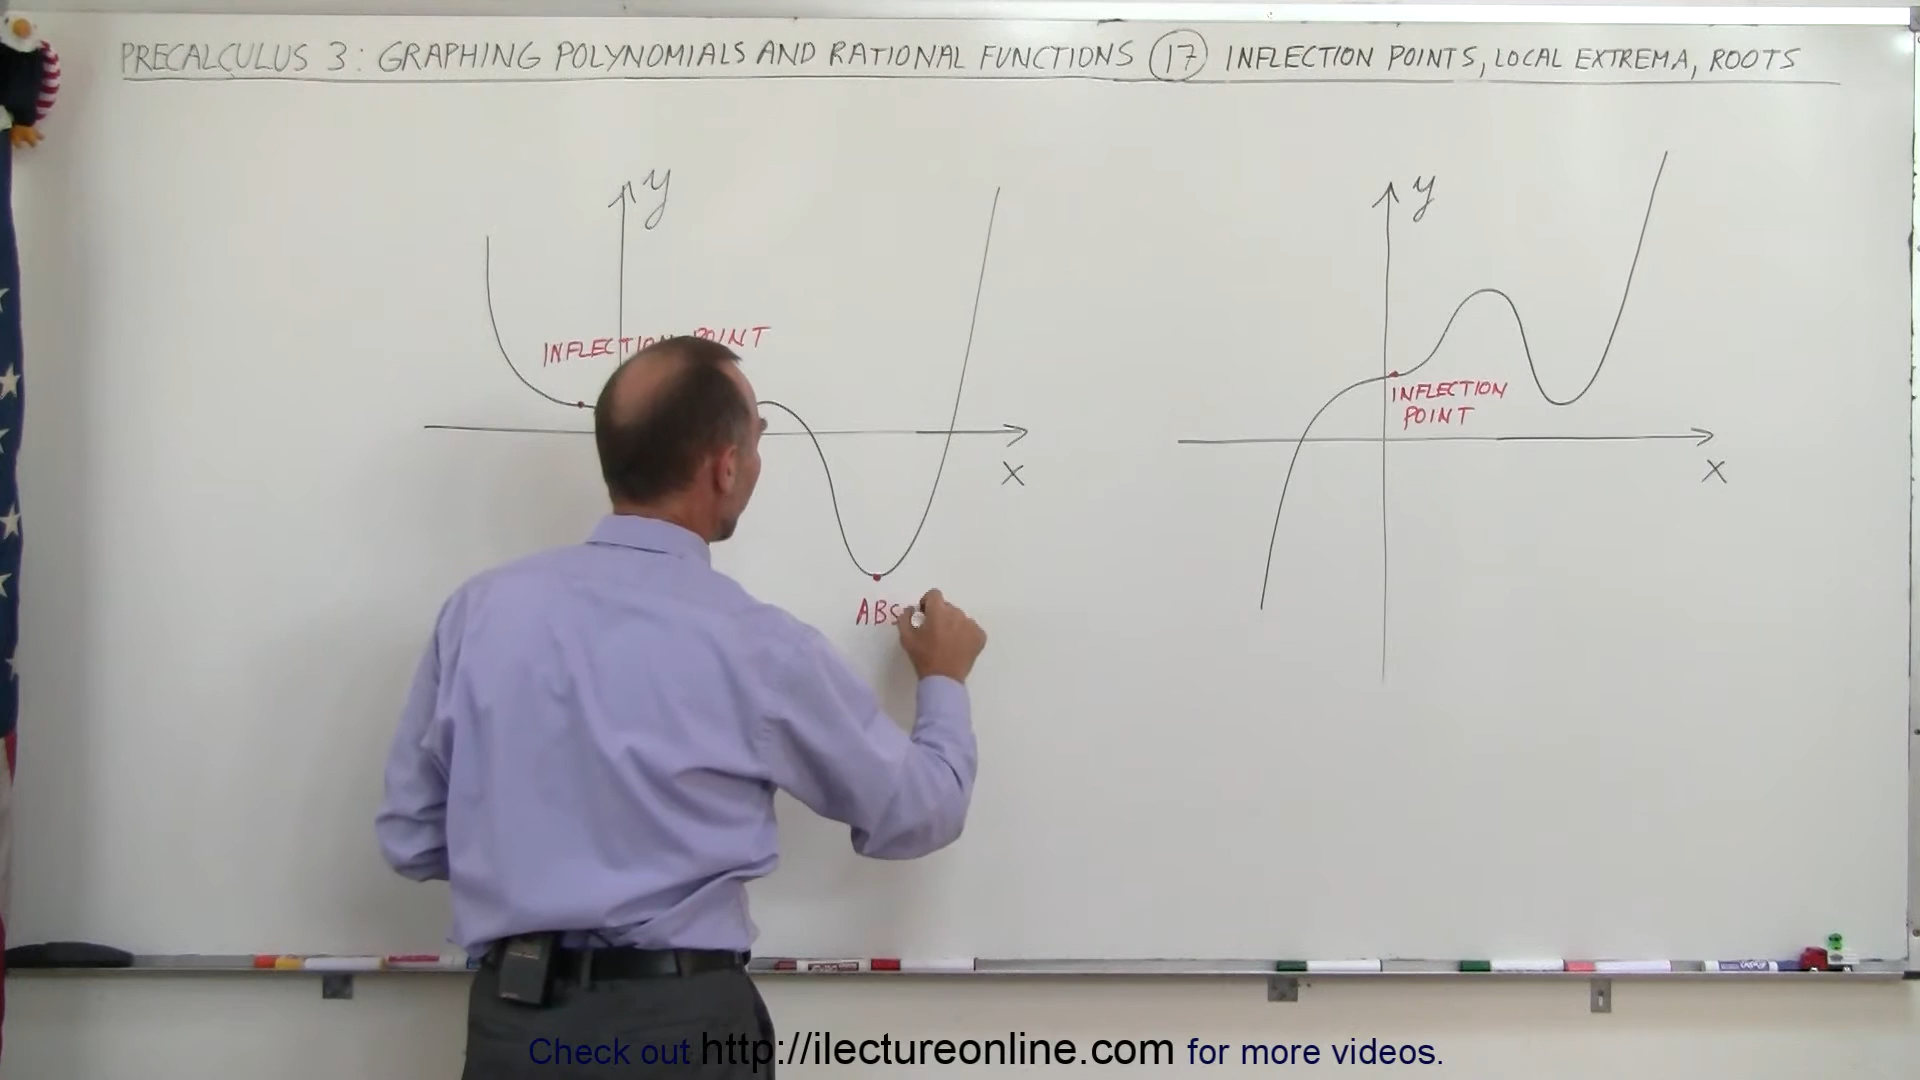 PRECALCULUS 3: GRAPHING POLYNOMIALS AND RATIONAL FUNCTIONS 17 INFLECTION POINTS, LOCAL EXTREMA, ROOTS
y
y
INFLECTION POINT
INFLECTION
POINT
x
x
ABS
Check out http://ilectureonline.com for more videos.